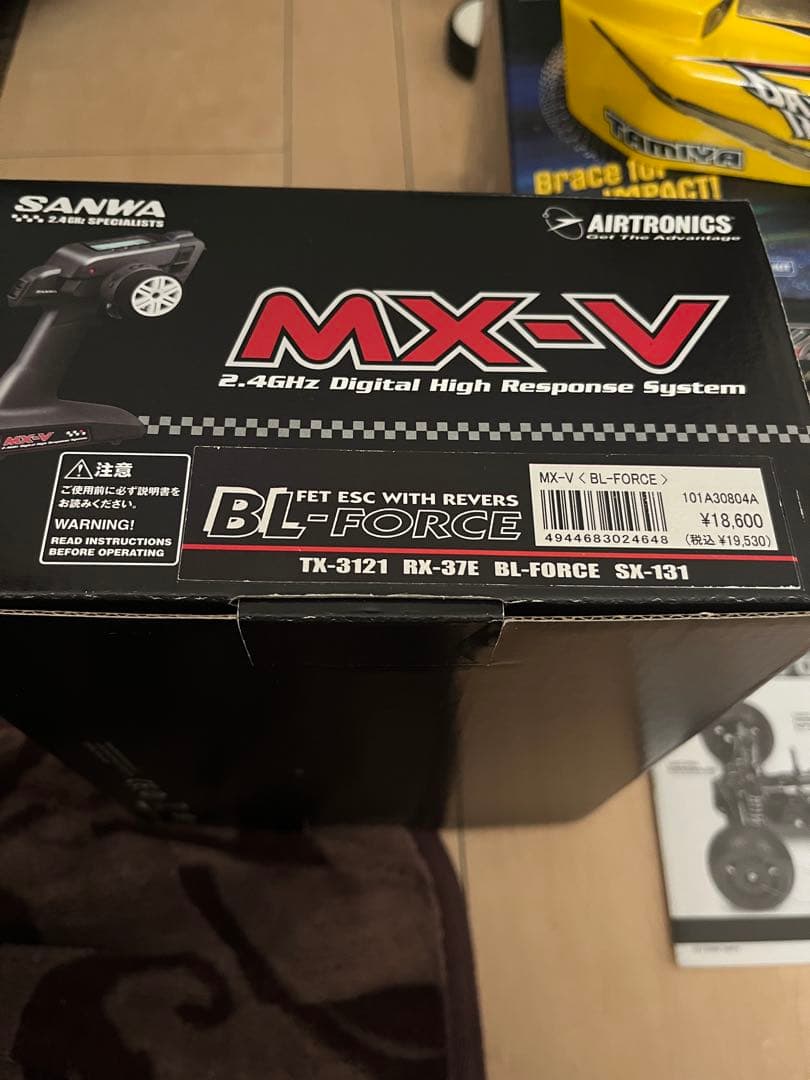 TAMIYA
Brace for
IMPACT!
SANWA
2.4GHz SPECIALISTS
AIRTRONICS
Get The Advantage
SANWA
MX-V
2.4GHz Digital High Response System
MX-V
注意
ご使用前に必ず説明書を
お読みください。
WARNING!
READ INSTRUCTIONS
BEFORE OPERATING
FET ESC WITH REVERS
BL-FORCE
MX-V < BL-FORCE >
101A30804A
¥18,600
4944683024648
(税込 ¥19,530)
TX-3121 RX-37E BL-FORCE SX-131